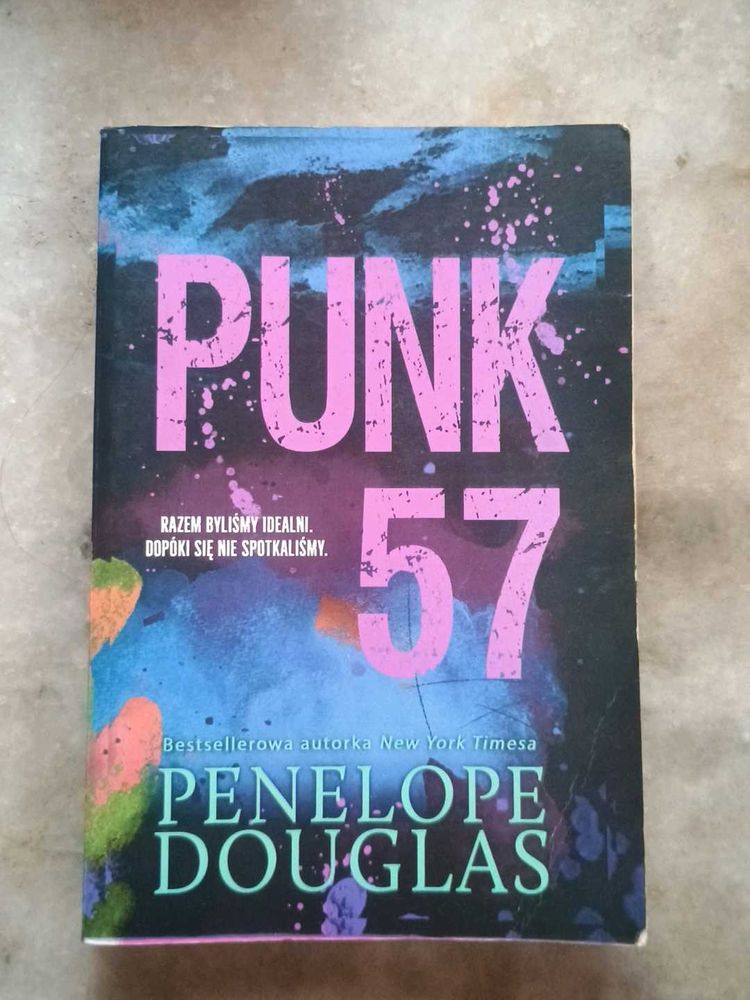 PUNK
57
RAZEM BYLIŚMY IDEALNI.
DOPÓKI SIĘ NIE SPOTKALIŚMY.
Bestsellerowa autorka New York Timesa
PENELOPE
DOUGLAS